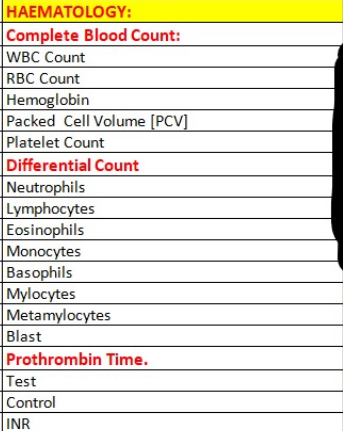 HAEMATOLOGY:
Complete Blood Count:
WBC Count
RBC Count
Hemoglobin
Packed  Cell Volume [PCV]
Platelet Count
Differential Count
Neutrophils
Lymphocytes
Eosinophils
Monocytes
Basophils
Mylocytes
Metamylocytes
Blast
Prothrombin Time.
Test
Control
INR